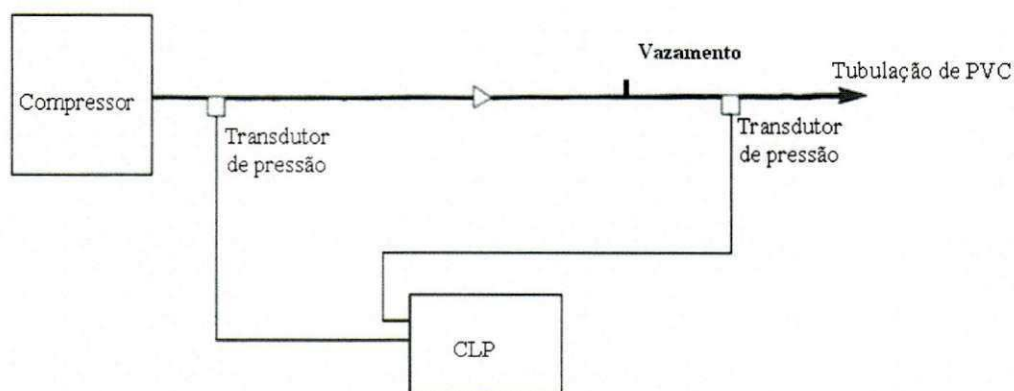 Vazamento
Tubulação de PVC
Compressor
Transdutor
de pressão
Transdutor
de pressão
CLP